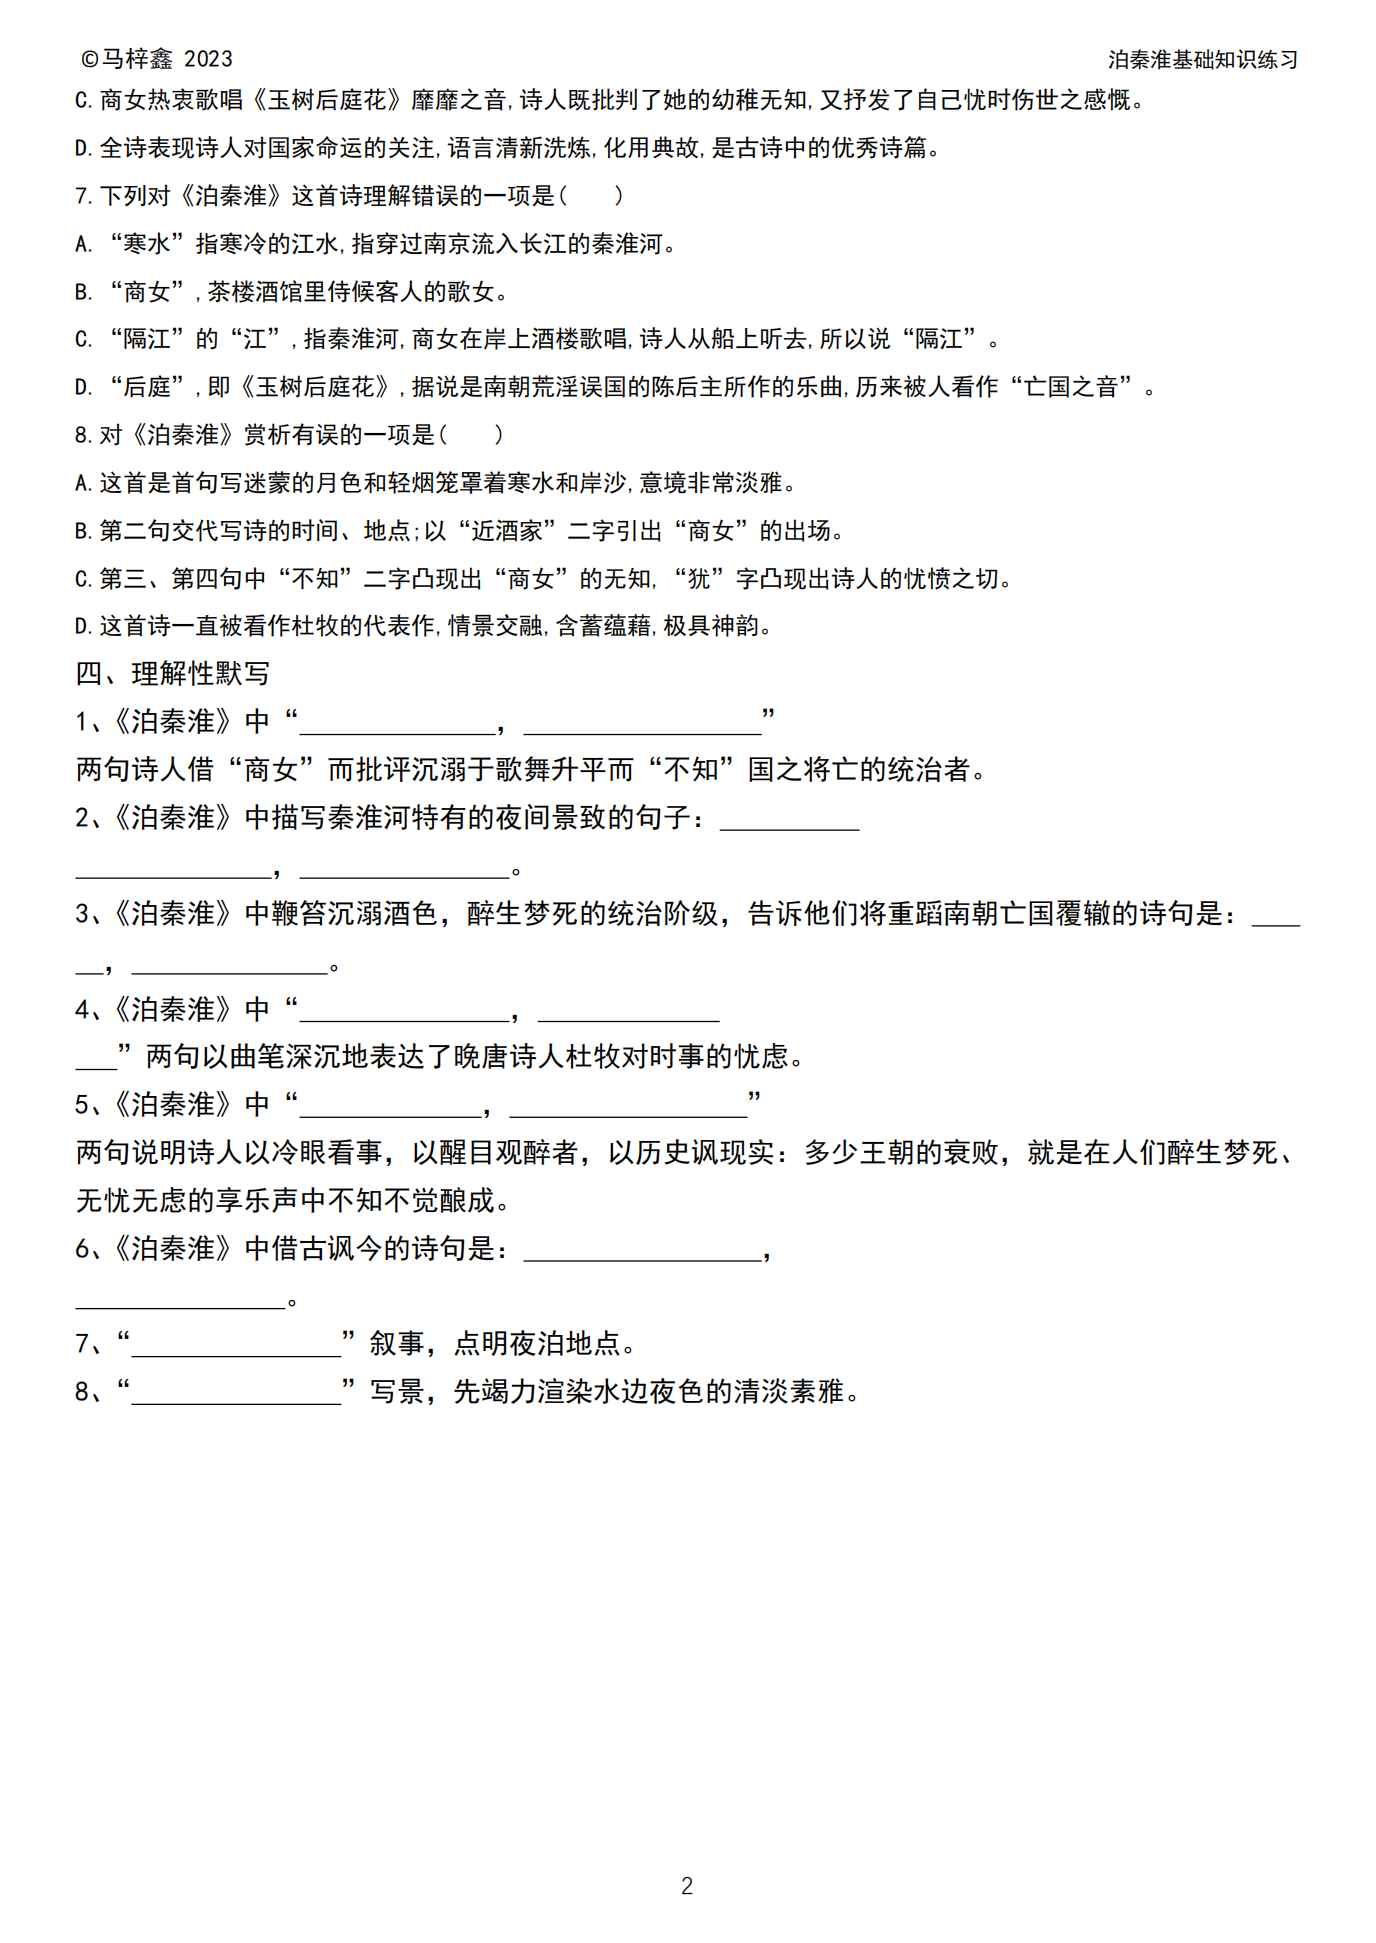 ©马梓鑫 2023
泊秦淮基础知识练习
C.商女热衷歌唱《玉树后庭花》靡靡之音,诗人既批判了她的幼稚无知,又抒发了自己忧时伤世之感慨。
D.全诗表现诗人对国家命运的关注,语言清新洗炼,化用典故,是古诗中的优秀诗篇。
7.下列对《泊秦淮》这首诗理解错误的一项是(  )
A.“寒水”指寒冷的江水,指穿过南京流入长江的秦淮河。
B.“商女”,茶楼酒馆里侍候客人的歌女。
C.“隔江”的“江”,指秦淮河,商女在岸上酒楼歌唱,诗人从船上听去,所以说“隔江”。
D.“后庭”,即《玉树后庭花》,据说是南朝荒淫误国的陈后主所作的乐曲,历来被人看作“亡国之音”。
8.对《泊秦淮》赏析有误的一项是(  )
A.这首是首句写迷蒙的月色和轻烟笼罩着寒水和岸沙,意境非常淡雅。
B.第二句交代写诗的时间、地点;以“近酒家”二字引出“商女”的出场。
C.第三、第四句中“不知”二字凸现出“商女”的无知,“犹”字凸现出诗人的忧愤之切。
D.这首诗一直被看作杜牧的代表作,情景交融,含蓄蕴藉,极具神韵。
四、理解性默写
1、《泊秦淮》中“______________，_________________”
两句诗人借“商女”而批评沉溺于歌舞升平而“不知”国之将亡的统治者。
2、《泊秦淮》中描写秦淮河特有的夜间景致的句子：__________
______________，_______________。
3、《泊秦淮》中鞭笞沉溺酒色，醉生梦死的统治阶级，告诉他们将重蹈南朝亡国覆辙的诗句是：____
__，______________。
4、《泊秦淮》中“_______________，_____________
___”两句以曲笔深沉地表达了晚唐诗人杜牧对时事的忧虑。
5、《泊秦淮》中“_____________，_________________”
两句说明诗人以冷眼看事，以醒目观醉者，以历史讽现实：多少王朝的衰败，就是在人们醉生梦死、
无忧无虑的享乐声中不知不觉酿成。
6、《泊秦淮》中借古讽今的诗句是：_________________，
_______________。
7、“_______________”叙事，点明夜泊地点。
8、“_______________”写景，先竭力渲染水边夜色的清淡素雅。
2